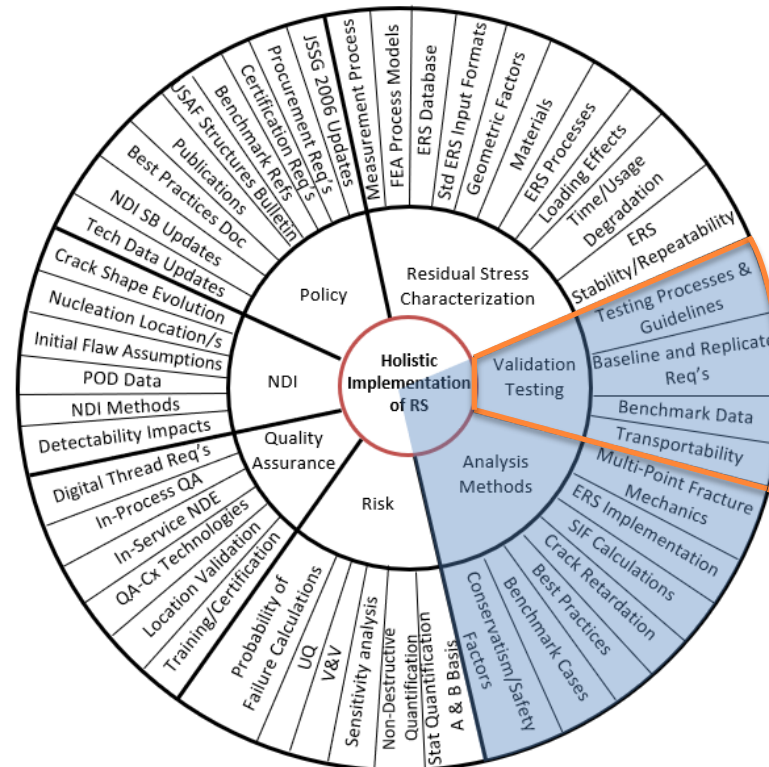 Holistic
Implementation
of RS
Policy
JSSG 2006 Updates
Procurement Req's
Certification Req's
Benchmark Refs
USAF Structures Bulletin
Publications
Best Practices Doc
NDI SB Updates
Tech Data Updates
Residual Stress
Characterization
Measurement Process
FEA Process Models
ERS Database
Std ERS Input Formats
Geometric Factors
Materials
ERS Processes
Loading Effects
Time/Usage
Degradation
ERS
Stability/Repeatability
Validation
Testing
Testing Processes &
Guidelines
Baseline and Replicate
Req's
Benchmark Data
Transportability
Analysis
Methods
Multi-Point Fracture
Mechanics
ERS Implementation
SIF Calculations
Crack Retardation
Best Practices
Benchmark Cases
Conservatism/Safety
Factors
Risk
A & B Basis
Stat Quantification
Non-Destructive
Quantification
Sensitivity analysis
V&V
UQ
Probability of
Failure Calculations
Quality
Assurance
Digital Thread Req's
In-Process QA
In-Service NDE
QA-Cx Technologies
Location Validation
Training/Certification
NDI
Crack Shape Evolution
Nucleation Location/s
Initial Flaw Assumptions
POD Data
NDI Methods
Detectability Impacts